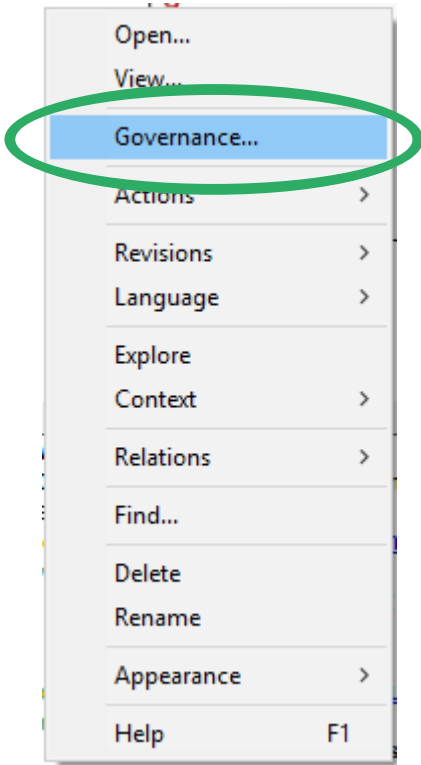 Open...
View...
Governance...
Actions
Revisions
Language
Explore
Context
Relations
Find...
Delete
Rename
Appearance
Help F1